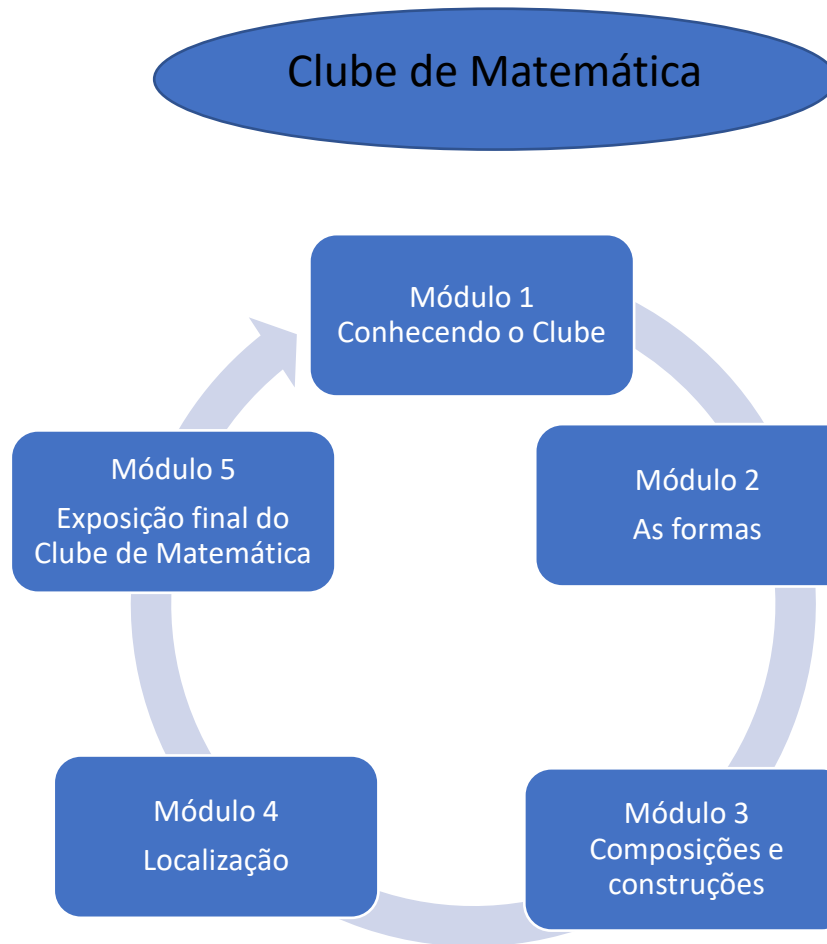 Clube de Matemática
Módulo 1
Conhecendo o Clube
Módulo 2
As formas
Módulo 3
Composições e
construções
Módulo 4
Localização
Módulo 5
Exposição final do
Clube de Matemática